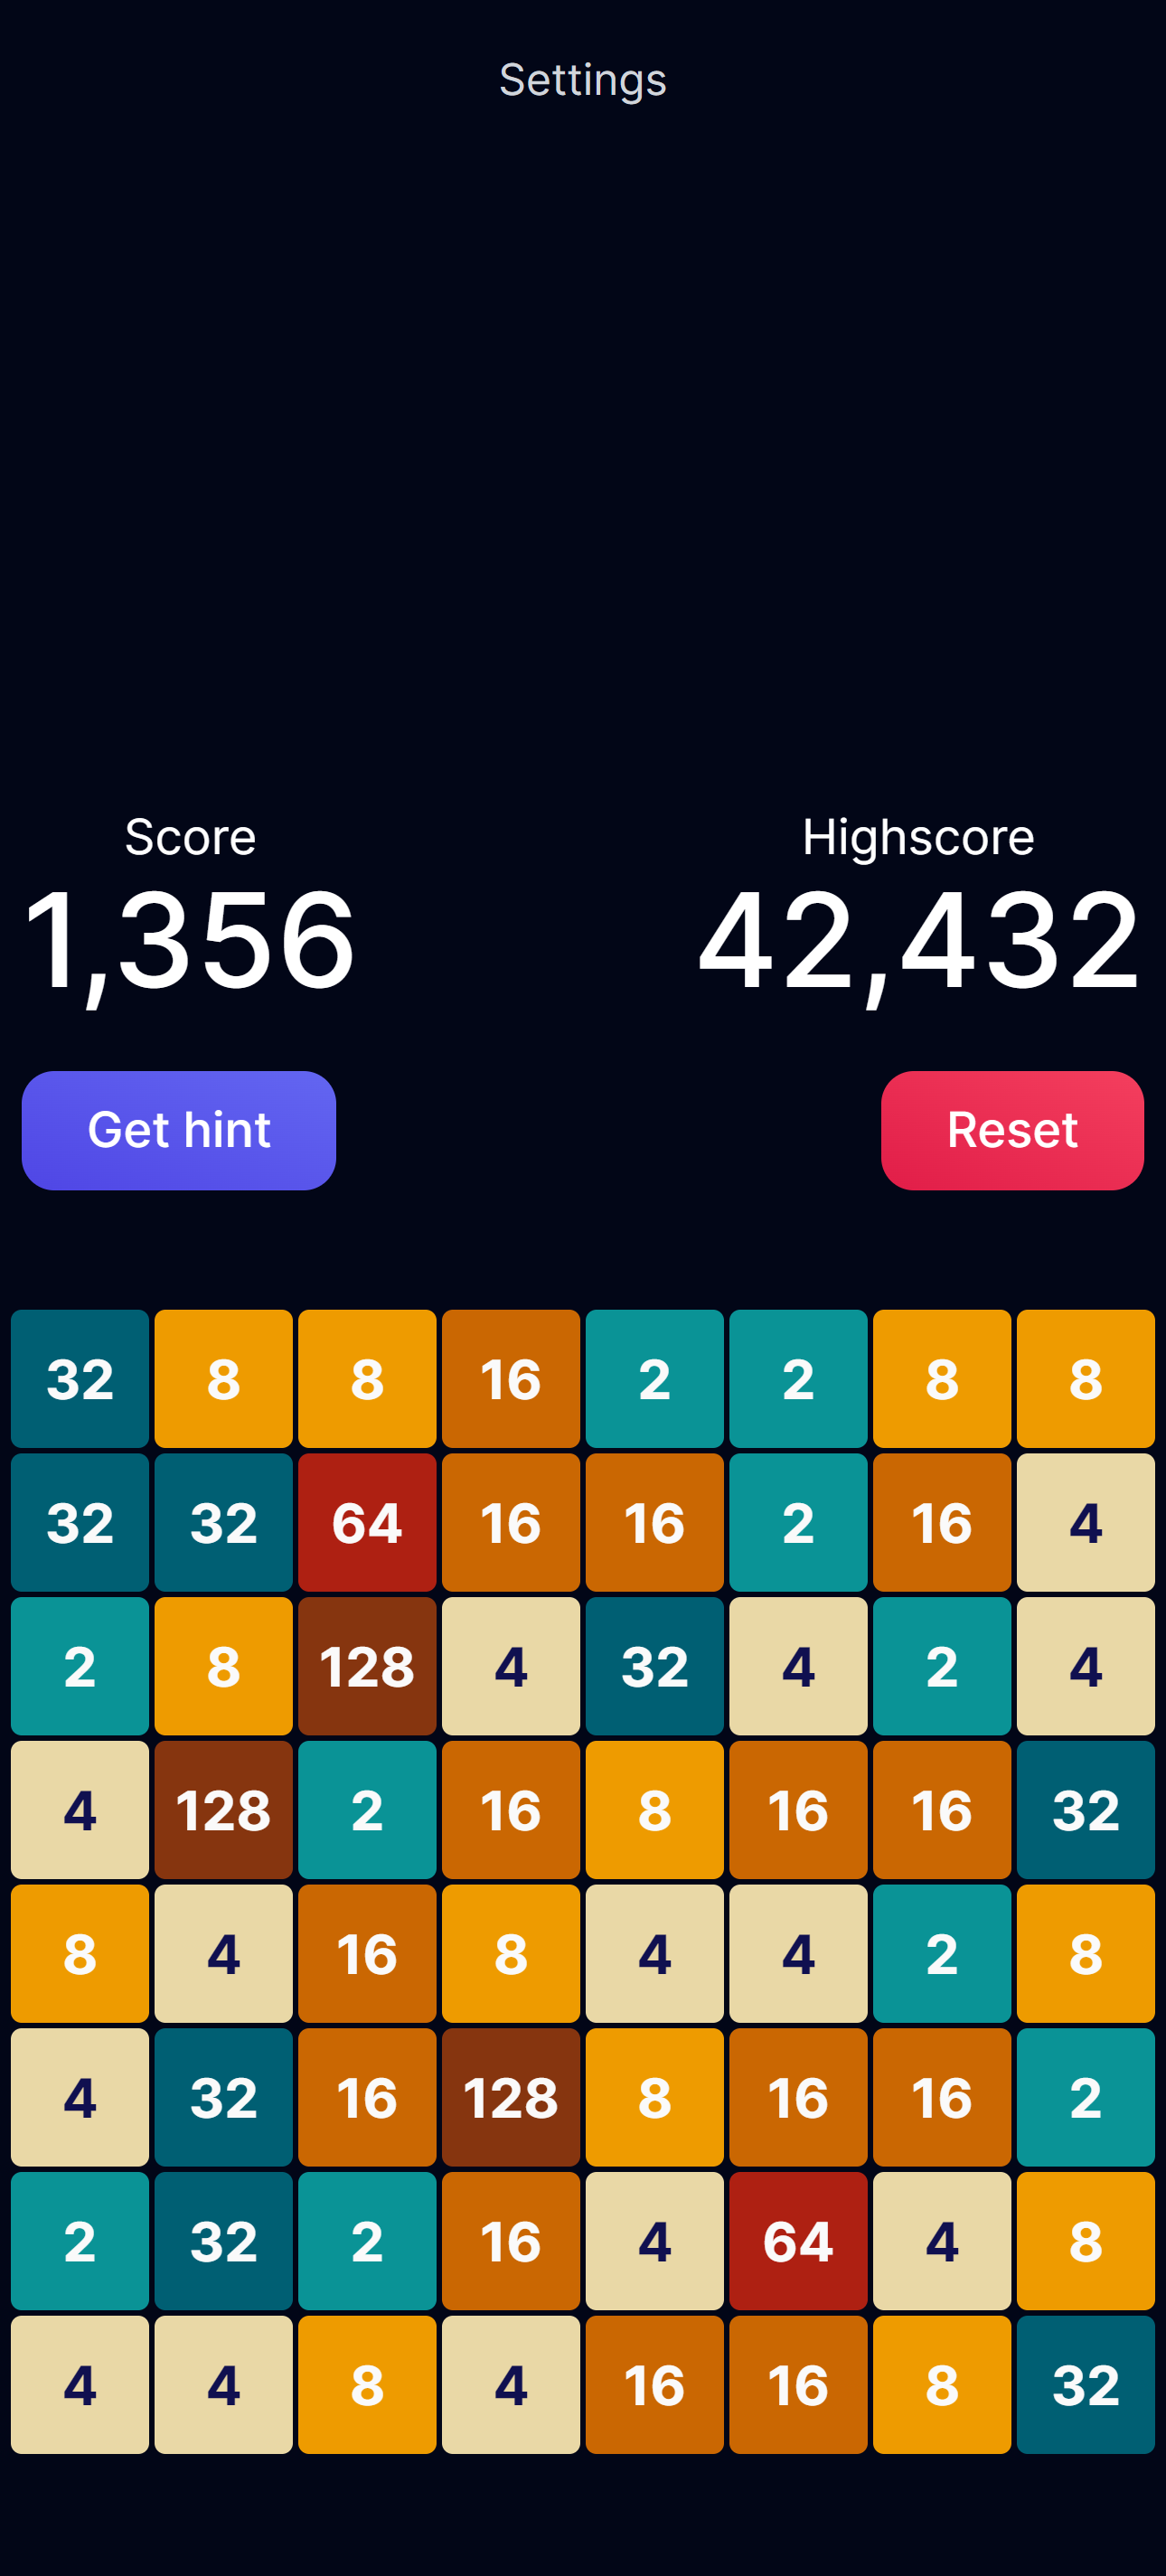 Settings
Score Highscore
1,356 42,432
Get hint Reset
32 8 8 16 2 2 8 8
32 32 64 16 16 2 16 4
2 8 128 4 32 4 2 4
4 128 2 16 8 16 16 32
8 4 16 8 4 4 2 8
4 32 16 128 8 16 16 2
2 32 2 16 4 64 4 8
4 4 8 4 16 16 8 32